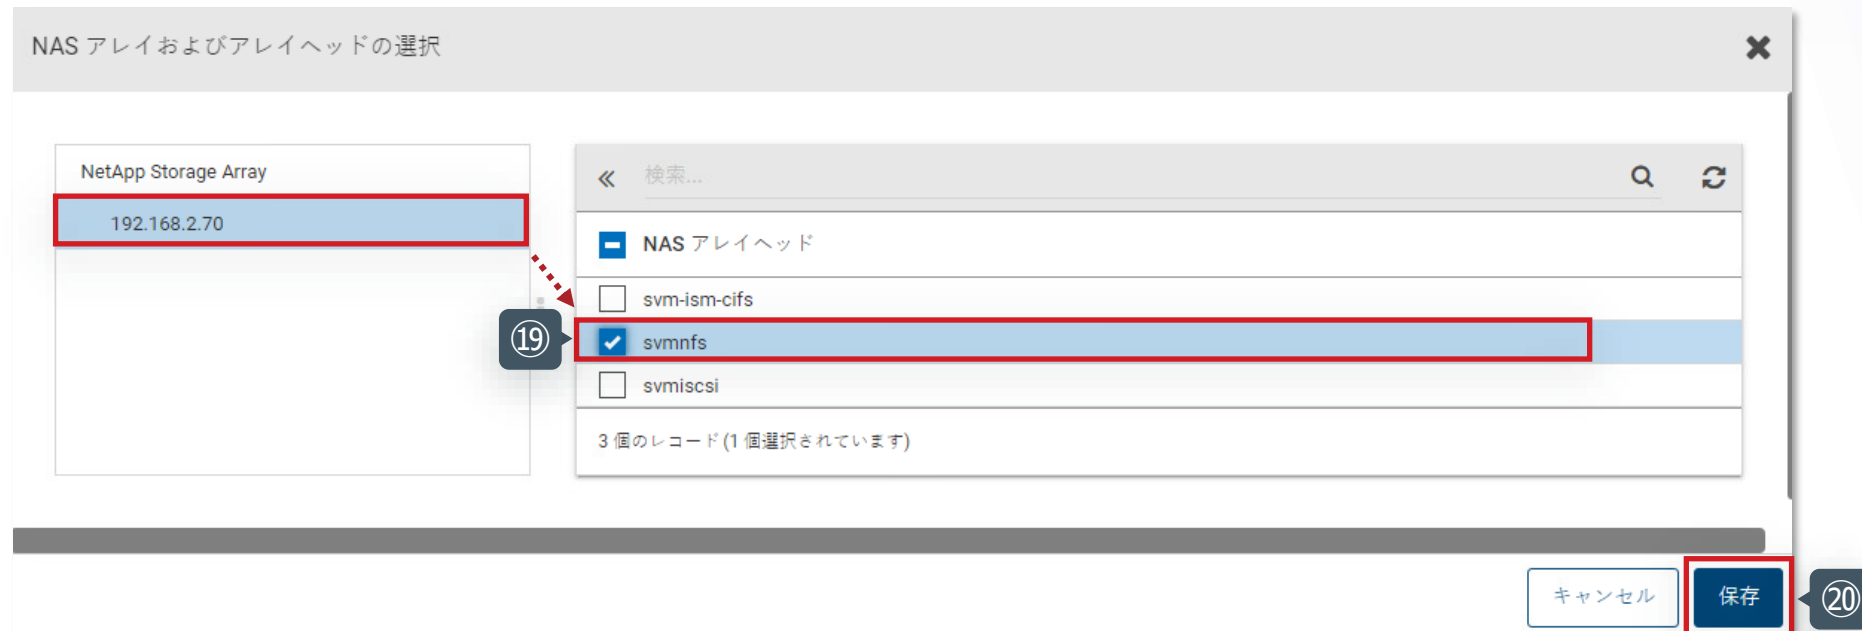 NAS アレイおよびアレイヘッドの選択
NetApp Storage Array
192.168.2.70
検索...
NAS アレイヘッド
svm-ism-cifs
⑲
svmnfs
svmiscsi
3 個のレコード (1 個選択されています)
キャンセル
保存
⑳